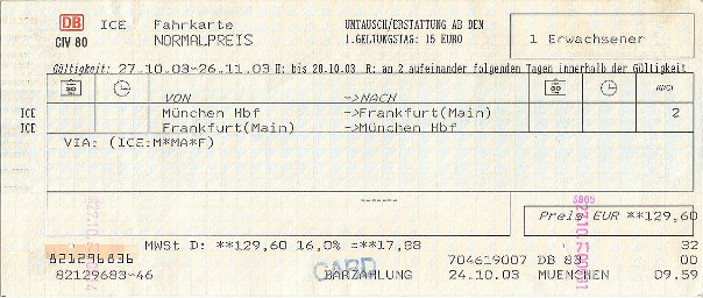 DB ICE Fahrkarte UMTAUSCH/ERSTATTUNG AB DEM
CIV 80 NORMALPREIS 1.GELTUNGSTAG: 15 EURO 1 Erwachsener
Gültigkeit: 27.10.03-26.11.03 H: bis 28.10.03 R: an 2 aufeinander folgenden Tagen innerhalb der Gültigkeit
VON ->NACH
ICE München Hbf ->Frankfurt(Main) 2
ICE Frankfurt(Main) ->München Hbf
VIA: (ICE:M*MA*F)
-------
3805
Preis EUR **129,60
MWSt D: **129,60 16,0% =**17,88 32
821296836 704619007 DB 83 00
82129683-46 CARD BARZAHLUNG 24.10.03 MUENCHEN 09.59